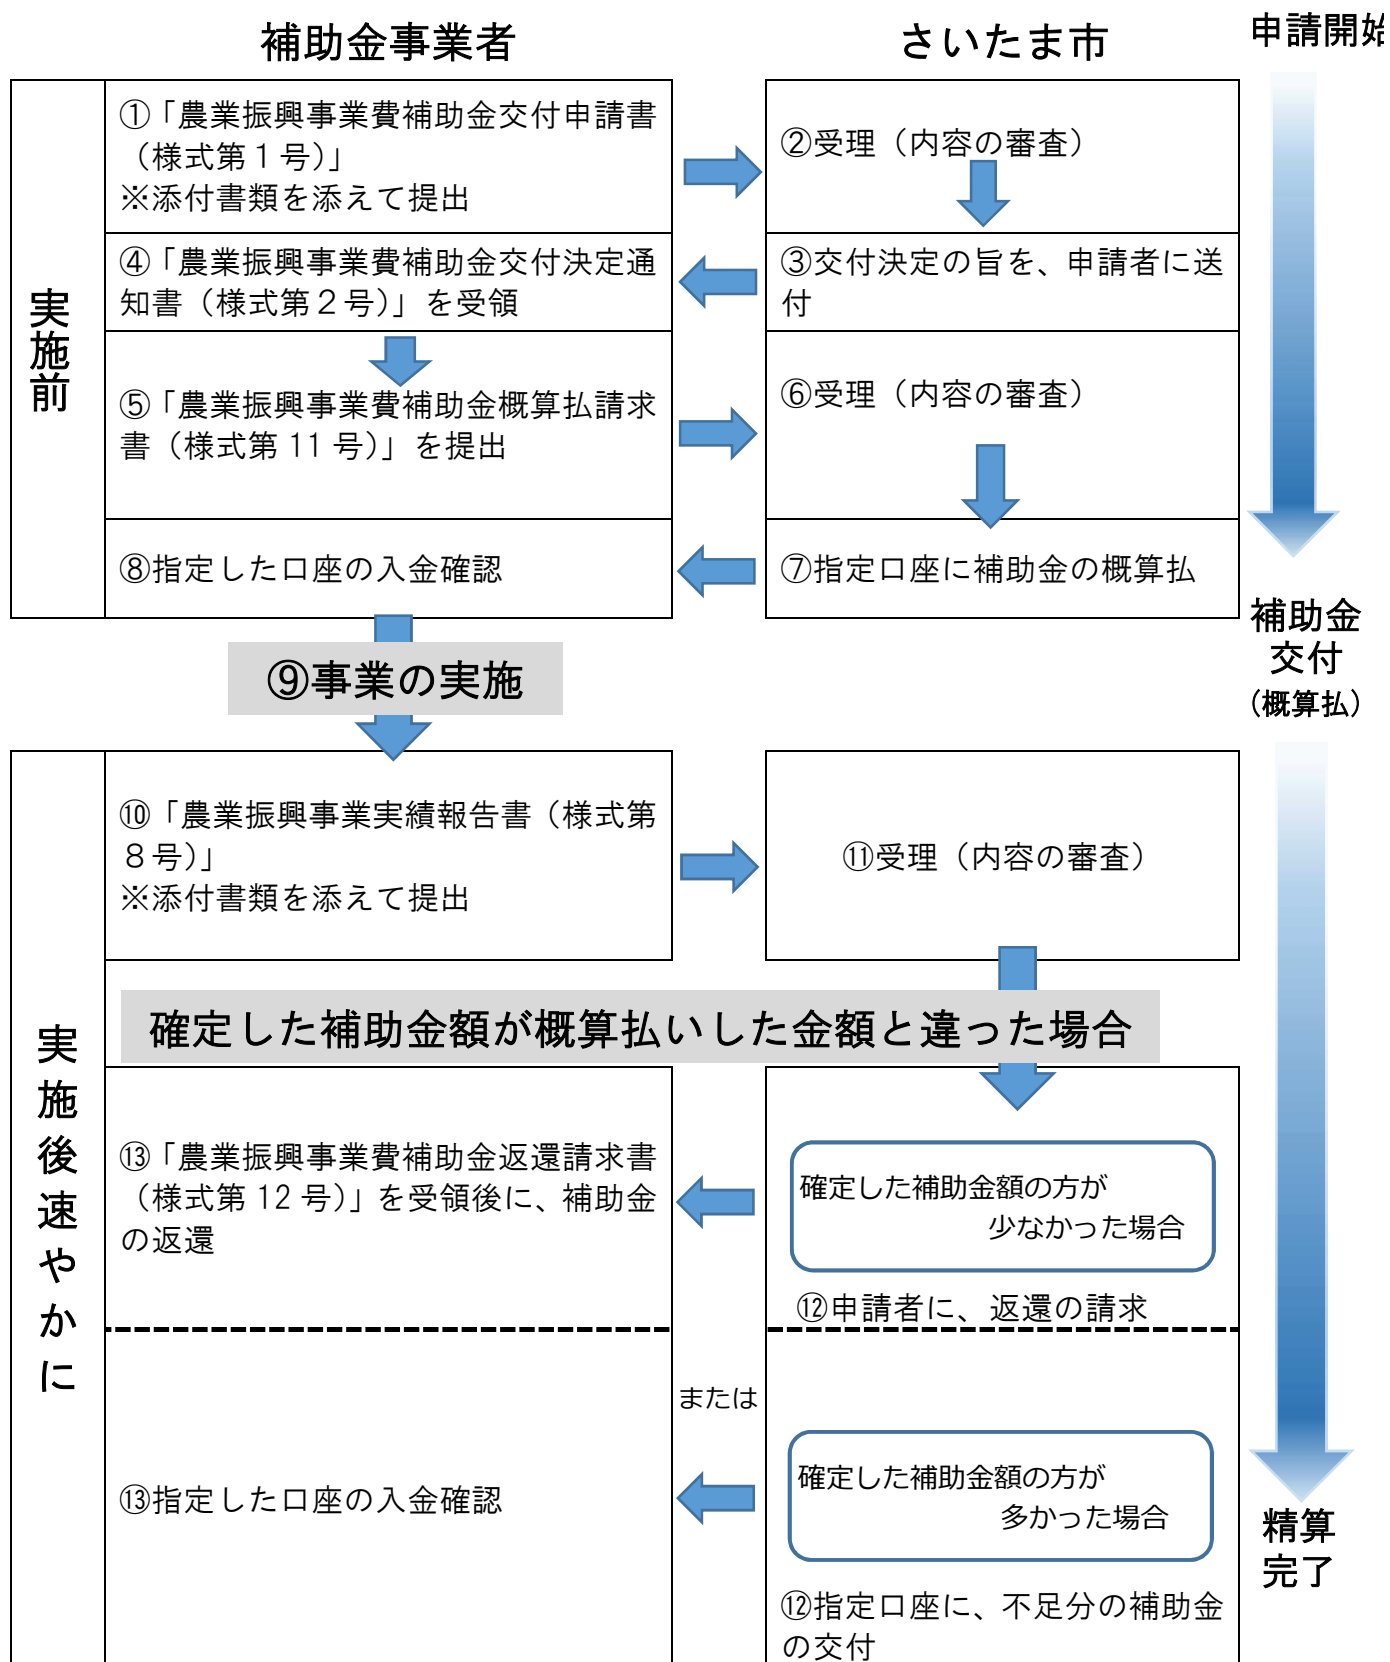 補助金事業者
さいたま市
申請開始
実施前
①「農業振興事業費補助金交付申請書
（様式第１号）」
※添付書類を添えて提出
②受理（内容の審査）
③交付決定の旨を、申請者に送
付
④「農業振興事業費補助金交付決定通
知書（様式第２号）」を受領
⑤「農業振興事業費補助金概算払請求
書（様式第 11 号）」を提出
⑥受理（内容の審査）
⑦指定口座に補助金の概算払
⑧指定した口座の入金確認
補助金
交付
（概算払）
⑨事業の実施
実施後速やかに
⑩「農業振興事業実績報告書（様式第
８号）」
※添付書類を添えて提出
⑪受理（内容の審査）
確定した補助金額が概算払いした金額と違った場合
確定した補助金額の方が
少なかった場合
⑫申請者に、返還の請求
⑬「農業振興事業費補助金返還請求書
（様式第 12 号）」を受領後に、補助金
の返還
または
確定した補助金額の方が
多かった場合
⑫指定口座に、不足分の補助金
の交付
⑬指定した口座の入金確認
精算
完了